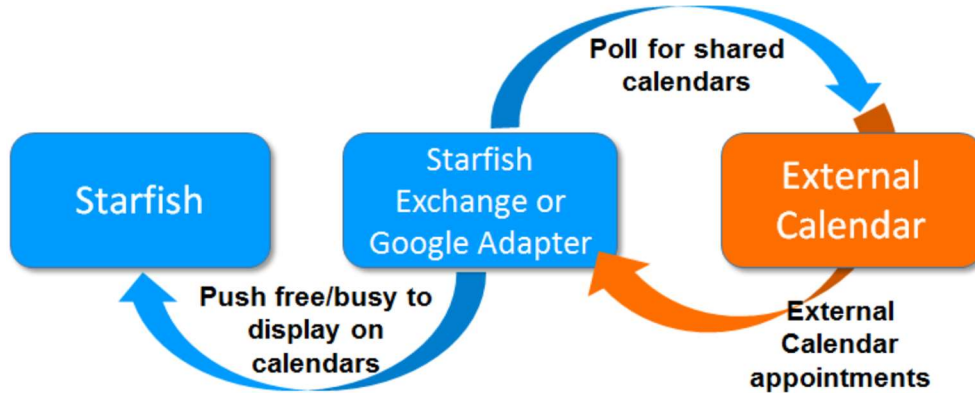 Poll for shared
calendars
Starfish
Starfish
Exchange or
Google Adapter
External
Calendar
Push free/busy to
display on
calendars
External
Calendar
appointments